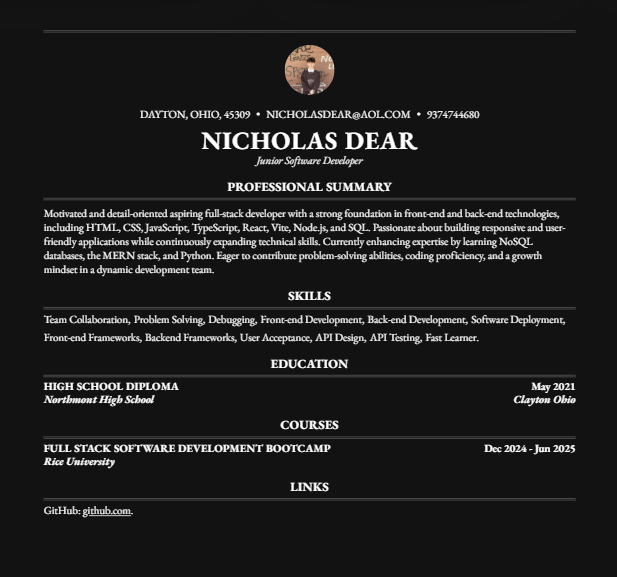 DAYTON, OHIO, 45309 • NICHOLASDEAR@AOL.COM • 9374744680
NICHOLAS DEAR
Junior Software Developer
PROFESSIONAL SUMMARY
Motivated and detail-oriented aspiring full-stack developer with a strong foundation in front-end and back-end technologies,
including HTML, CSS, JavaScript, TypeScript, React, Vite, Node.js, and SQL. Passionate about building responsive and user-
friendly applications while continuously expanding technical skills. Currently enhancing expertise by learning NoSQL
databases, the MERN stack, and Python. Eager to contribute problem-solving abilities, coding proficiency, and a growth
mindset in a dynamic development team.
SKILLS
Team Collaboration, Problem Solving, Debugging, Front-end Development, Back-end Development, Software Deployment,
Front-end Frameworks, Backend Frameworks, User Acceptance, API Design, API Testing, Fast Learner.
EDUCATION
HIGH SCHOOL DIPLOMA May 2021
Northmont High School Clayton Ohio
COURSES
FULL STACK SOFTWARE DEVELOPMENT BOOTCAMP Dec 2024 - Jun 2025
Rice University
LINKS
GitHub: github.com.